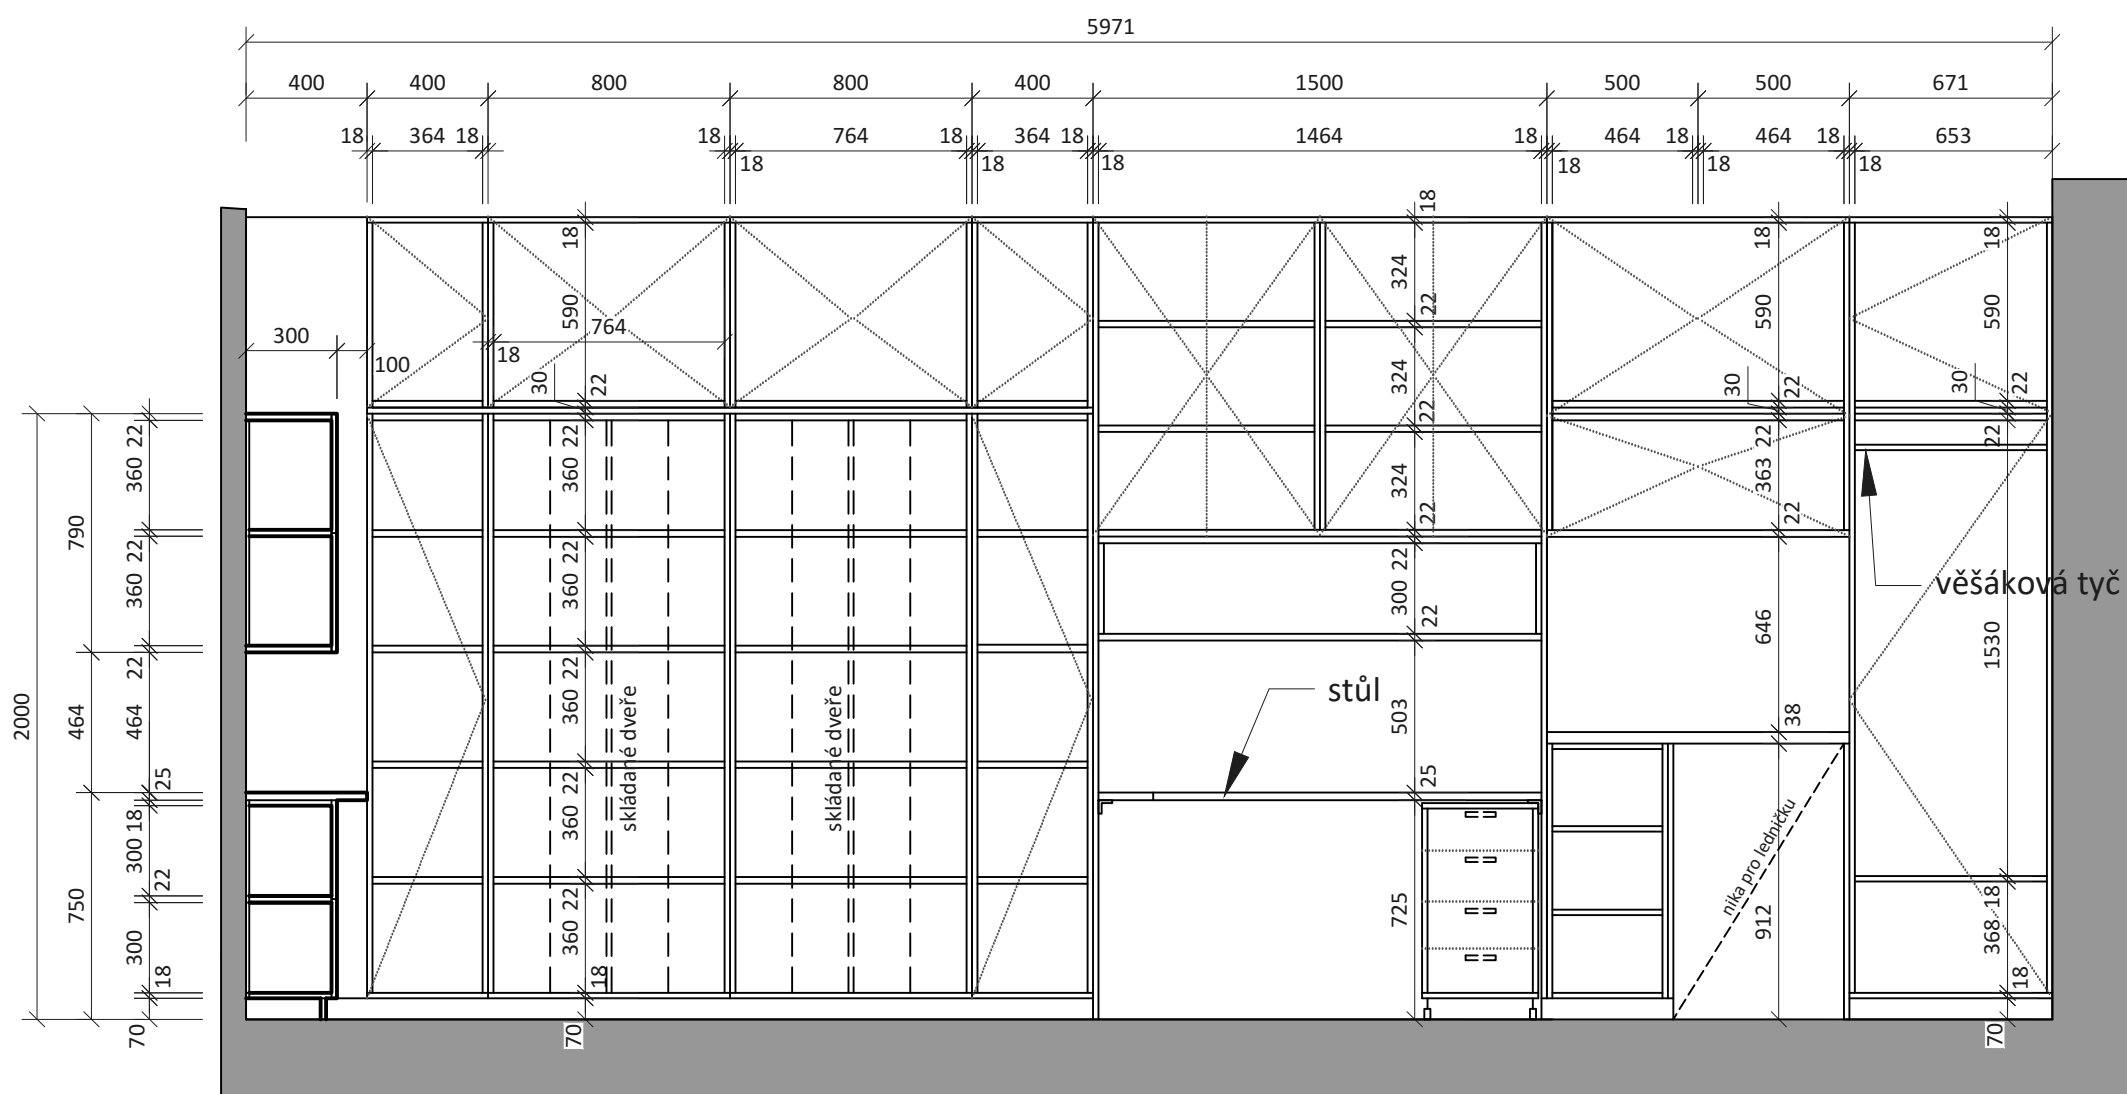 5971
400 400 800 800 400 1500 500 500 671
18 364 18 18 764 18 364 18 1464 18 464 18 464 18 653
18 18 18 18 18 18
18 590 22 30 22 360 22 360 22 360 22 360 22 360 18 70
764
18
300
100
18 324 22 324 22 324 22 22 300 22 503 25 725
18 590 22 30 22 363 22 646 38 912
18 590 22 30 22 1530 18 368 18 70
2000
790 464 750
22 360 22 360 22 464 25 18 300 22 300 18 70
věšáková tyč
stůl
skládané dveře
skládané dveře
nika pro ledničku